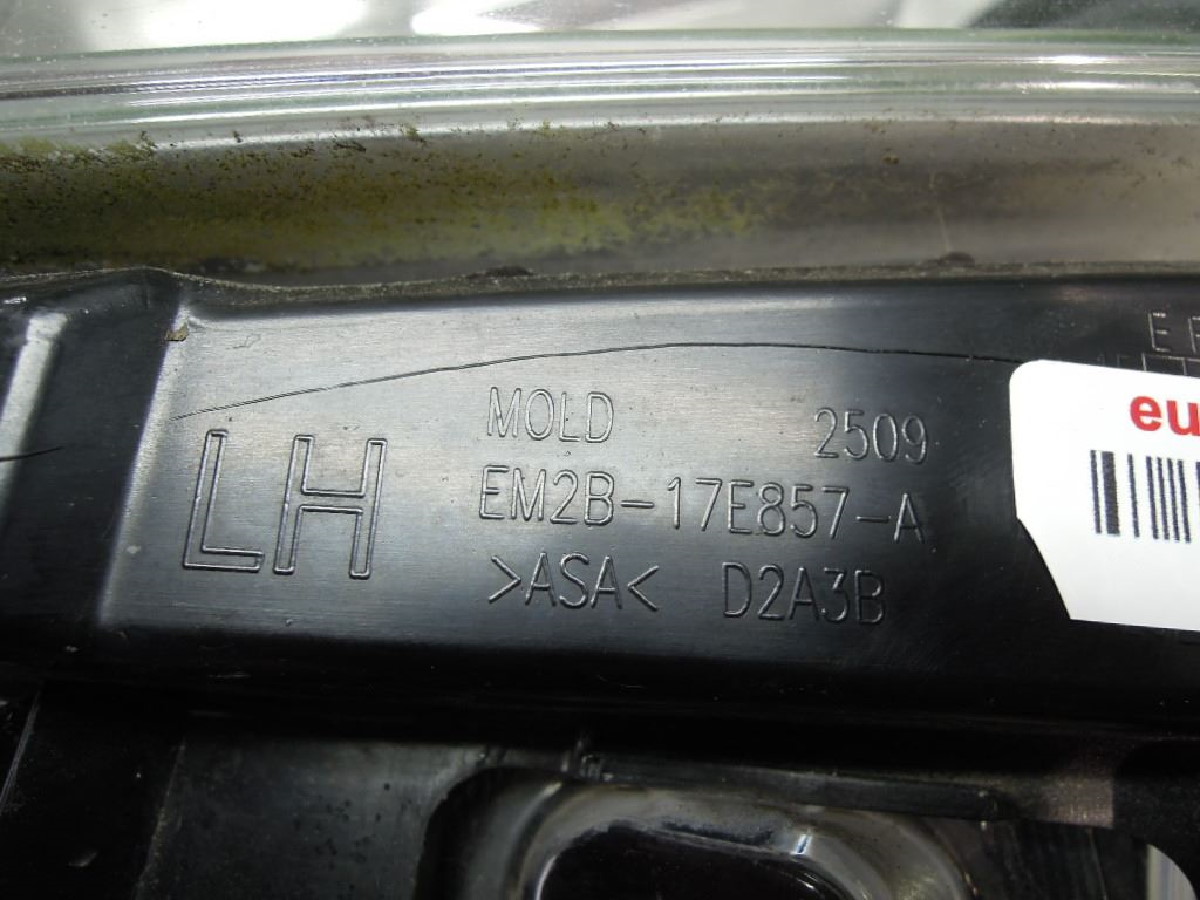 MOLD 2509
LH
EM2B-17E857-A
>ASA< D2A3B
eu